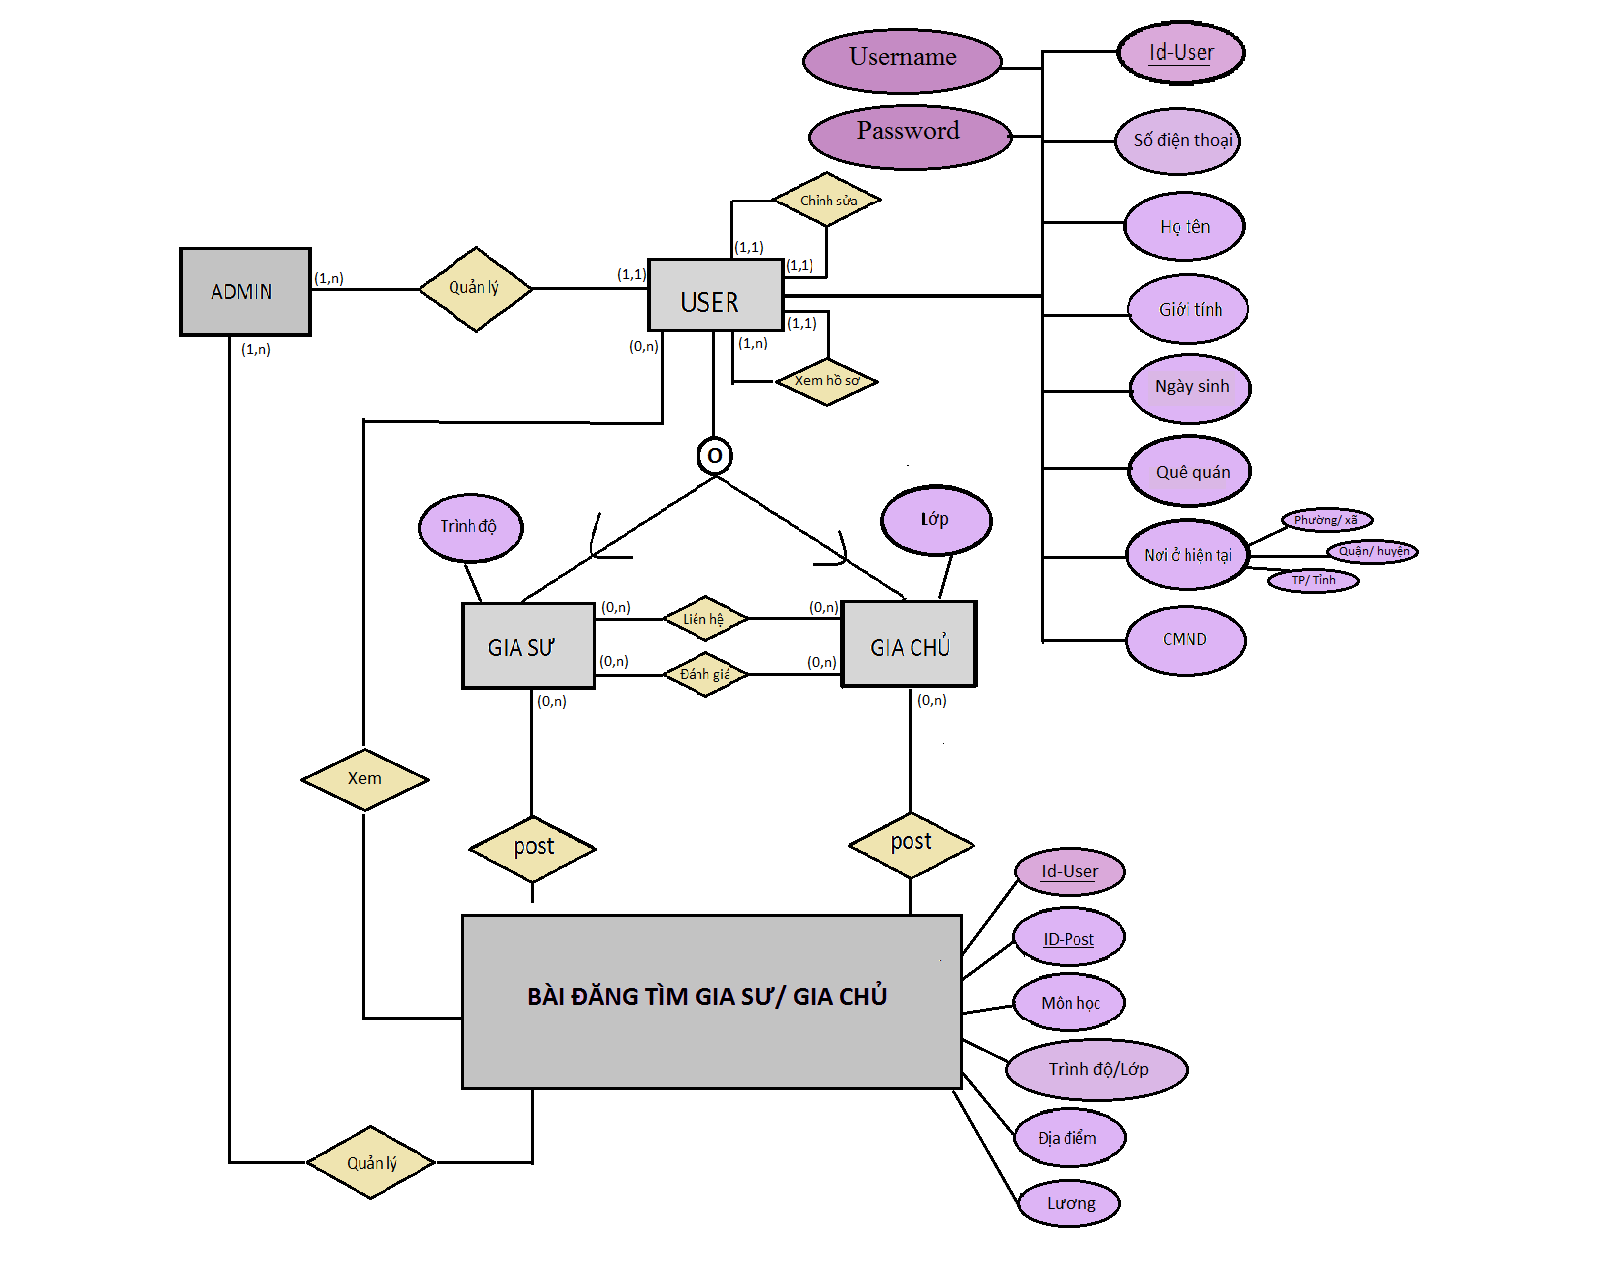 Username
Id-User
Password
Số điện thoại
Chỉnh sửa
Họ tên
(1,1)
(1,1)
(1,n)
(1,1)
ADMIN
Quản lý
USER
Giới tính
(1,1)
(1,n)
(0,n)
(1,n)
Xem hồ sơ
Ngày sinh
O
Quê quán
Trình độ
Lớp
Phường/ xã
Nơi ở hiện tại
Quận/ huyện
TP/ Tỉnh
(0,n)
Liên hệ
(0,n)
GIA SƯ
GIA CHỦ
CMND
(0,n)
Đánh giá
(0,n)
(0,n)
(0,n)
Xem
post
post
Id-User
ID-Post
BÀI ĐĂNG TÌM GIA SƯ/ GIA CHỦ
Môn học
Trình độ/Lớp
Địa điểm
Quản lý
Lương